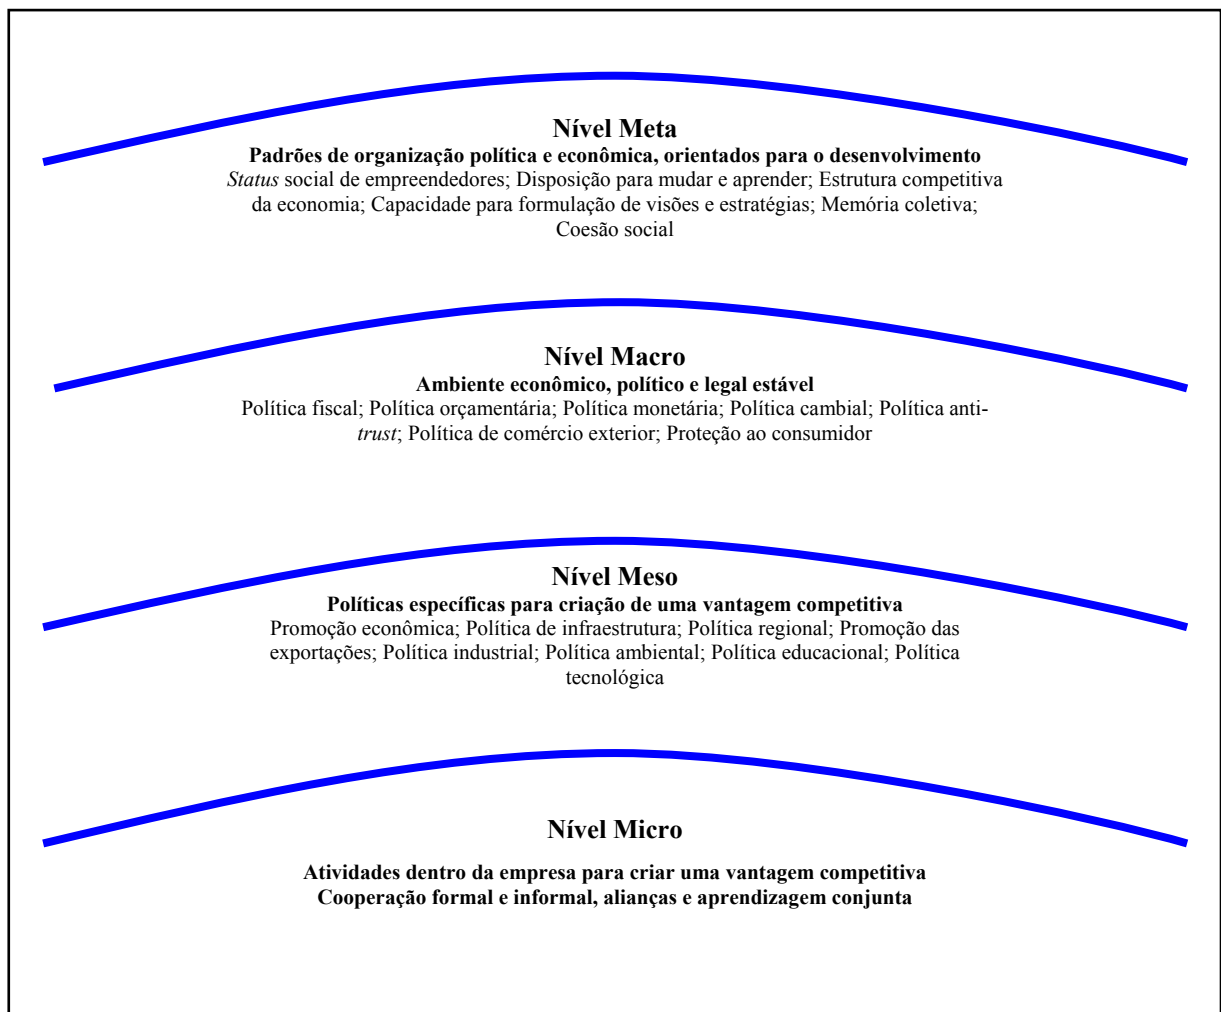 Nível Meta
Padrões de organização política e econômica, orientados para o desenvolvimento
Status social de empreendedores; Disposição para mudar e aprender; Estrutura competitiva
da economia; Capacidade para formulação de visões e estratégias; Memória coletiva;
Coesão social
Nível Macro
Ambiente econômico, político e legal estável
Política fiscal; Política orçamentária; Política monetária; Política cambial; Política anti-
trust; Política de comércio exterior; Proteção ao consumidor
Nível Meso
Políticas específicas para criação de uma vantagem competitiva
Promoção econômica; Política de infraestrutura; Política regional; Promoção das
exportações; Política industrial; Política ambiental; Política educacional; Política
tecnológica
Nível Micro
Atividades dentro da empresa para criar uma vantagem competitiva
Cooperação formal e informal, alianças e aprendizagem conjunta